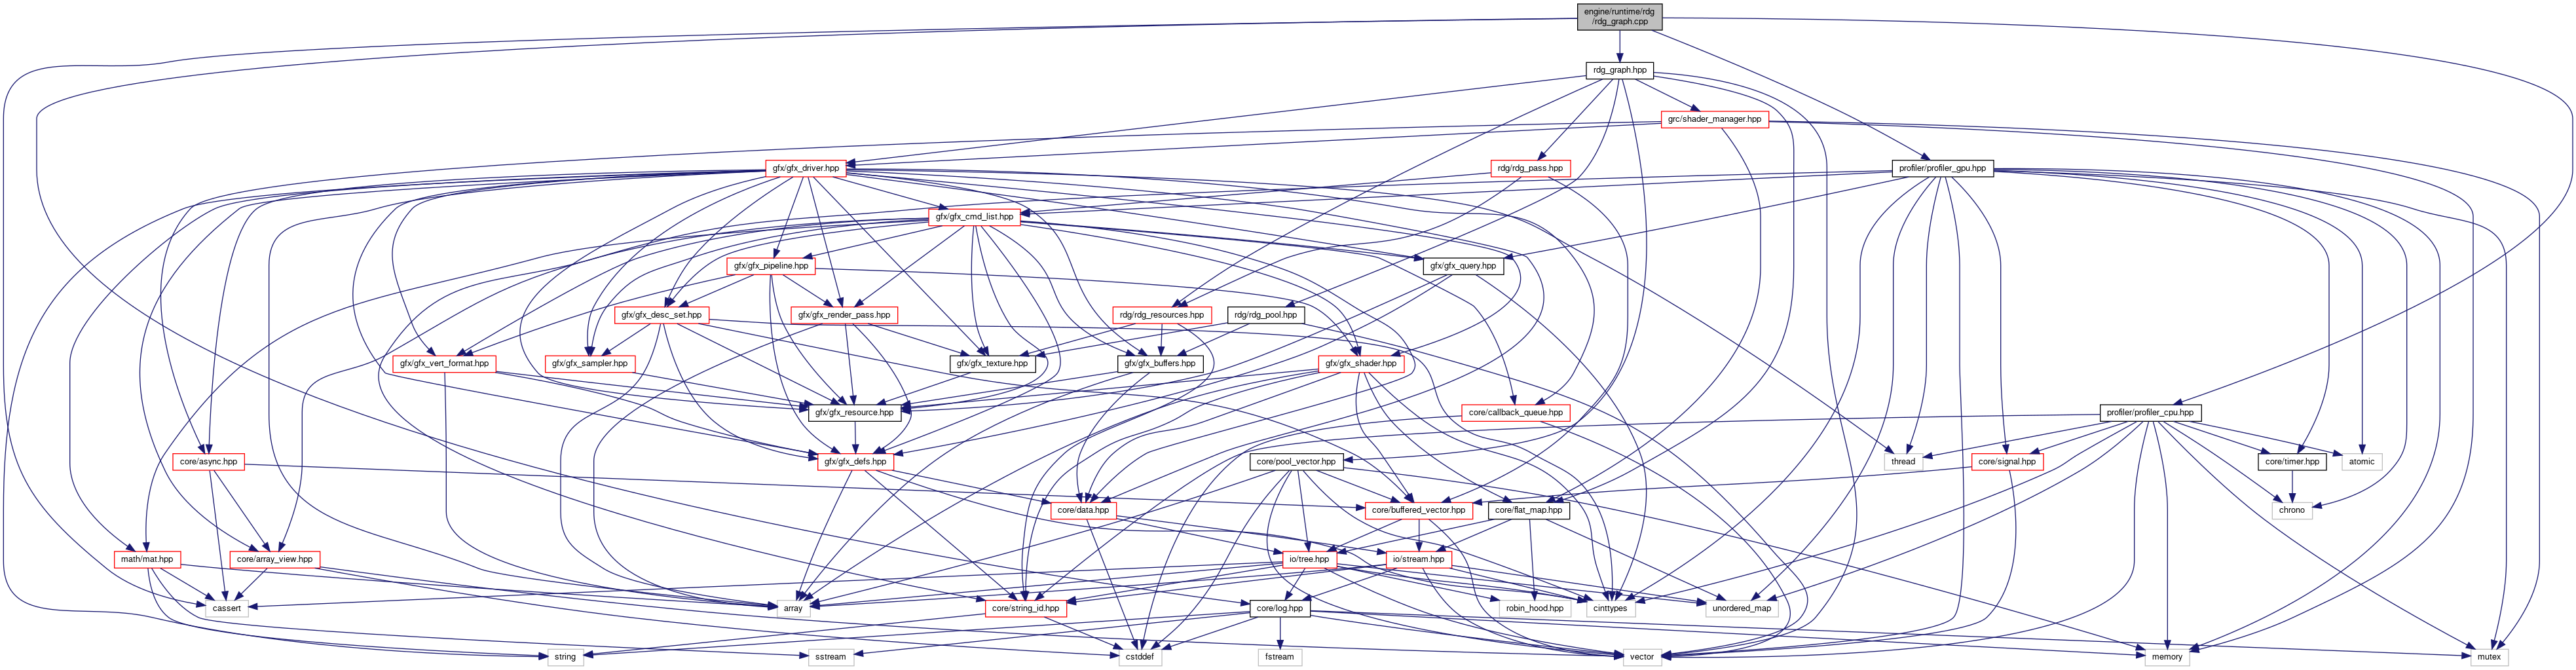 engine/runtime/rdg
/rdg_graph.cpp
rdg_graph.hpp
grc/shader_manager.hpp
gfx/gfx_driver.hpp
rdg/rdg_pass.hpp
profiler/profiler_gpu.hpp
gfx/gfx_cmd_list.hpp
gfx/gfx_pipeline.hpp
gfx/gfx_query.hpp
gfx/gfx_desc_set.hpp
gfx/gfx_render_pass.hpp
rdg/rdg_resources.hpp
rdg/rdg_pool.hpp
gfx/gfx_vert_format.hpp
gfx/gfx_sampler.hpp
gfx/gfx_texture.hpp
gfx/gfx_buffers.hpp
gfx/gfx_shader.hpp
gfx/gfx_resource.hpp
core/callback_queue.hpp
profiler/profiler_cpu.hpp
core/async.hpp
gfx/gfx_defs.hpp
core/pool_vector.hpp
thread
core/signal.hpp
core/timer.hpp
atomic
core/data.hpp
core/buffered_vector.hpp
core/flat_map.hpp
chrono
math/mat.hpp
core/array_view.hpp
io/tree.hpp
io/stream.hpp
cassert
array
core/string_id.hpp
core/log.hpp
robin_hood.hpp
cinttypes
unordered_map
string
sstream
cstddef
fstream
vector
memory
mutex